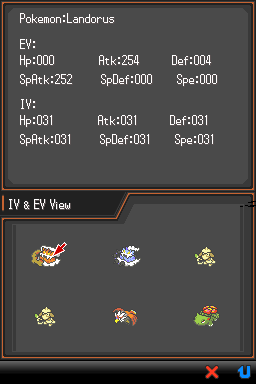 Pokemon:Landorus
EV:
Hp:000 Atk:254 Def:004
SpAtk:252 SpDef:000 Spe:000
IV:
Hp:031 Atk:031 Def:031
SpAtk:031 SpDef:031 Spe:031
IV & EV View